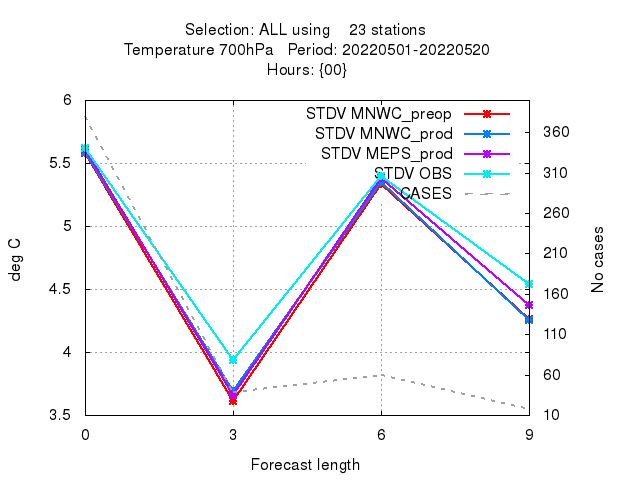 Selection: ALL using    23 stations
Temperature 700hPa   Period: 20220501-20220520
Hours: {00}
STDV MNWC_preop
STDV MNWC_prod
STDV MEPS_prod
STDV OBS
CASES
6
5.5
5
4.5
4
3.5
deg C
360
310
260
210
160
110
60
10
No cases
0 3 6 9
Forecast length